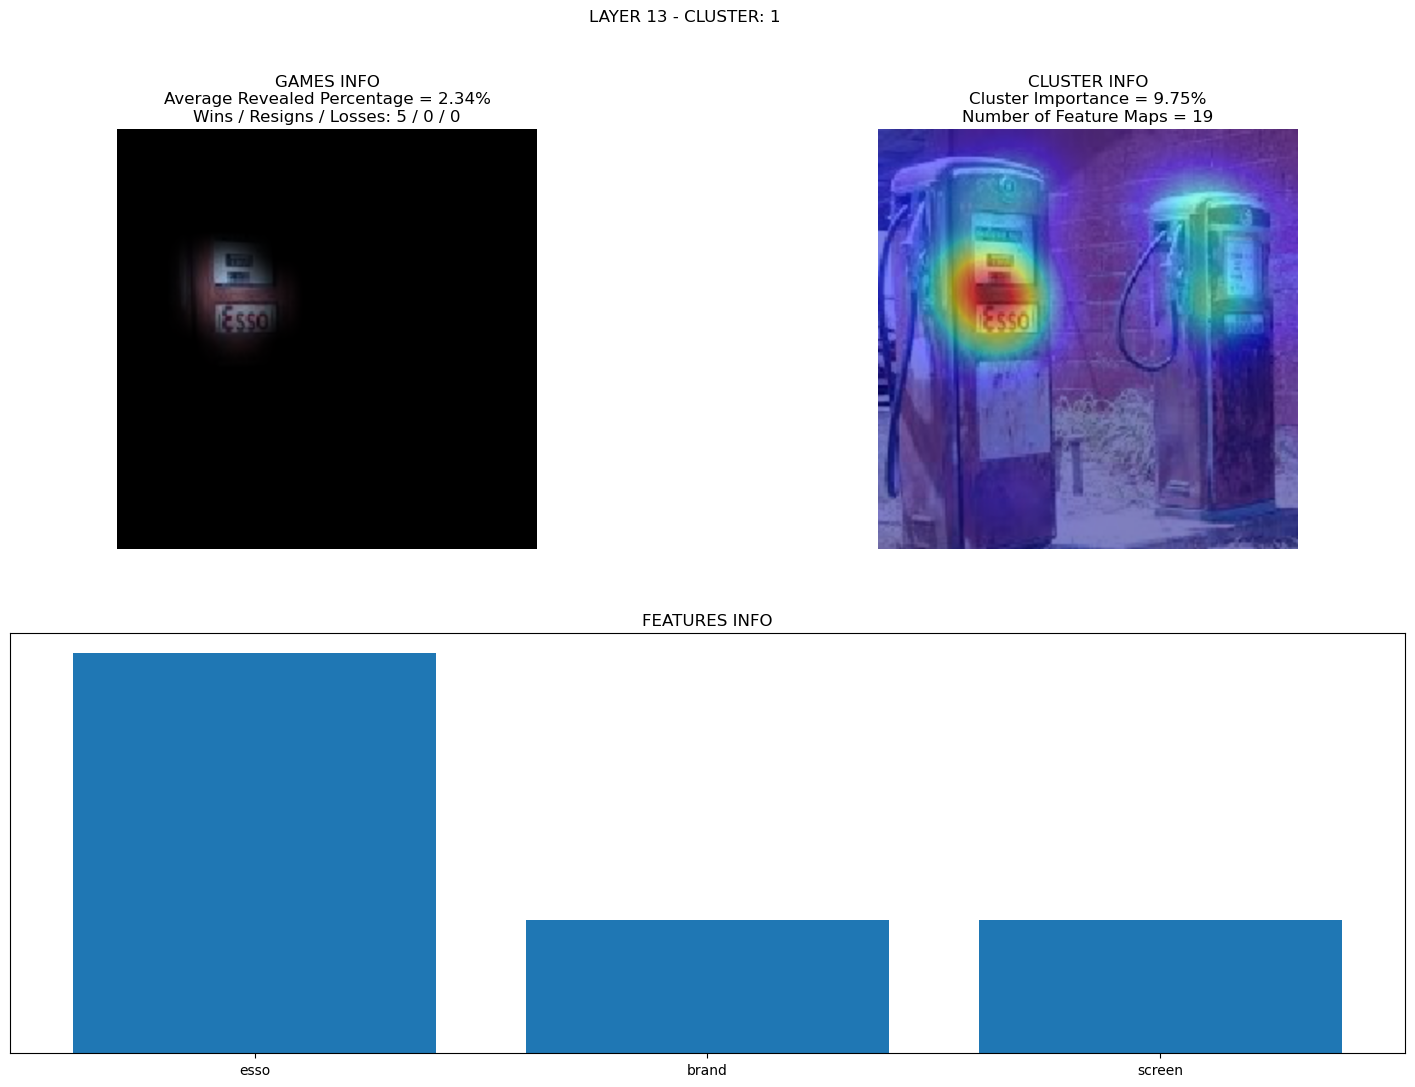 LAYER 13 - CLUSTER: 1
GAMES INFO
Average Revealed Percentage = 2.34%
Wins / Resigns / Losses: 5 / 0 / 0
ESSO
CLUSTER INFO
Cluster Importance = 9.75%
Number of Feature Maps = 19
ESSO
FEATURES INFO
esso
brand
screen